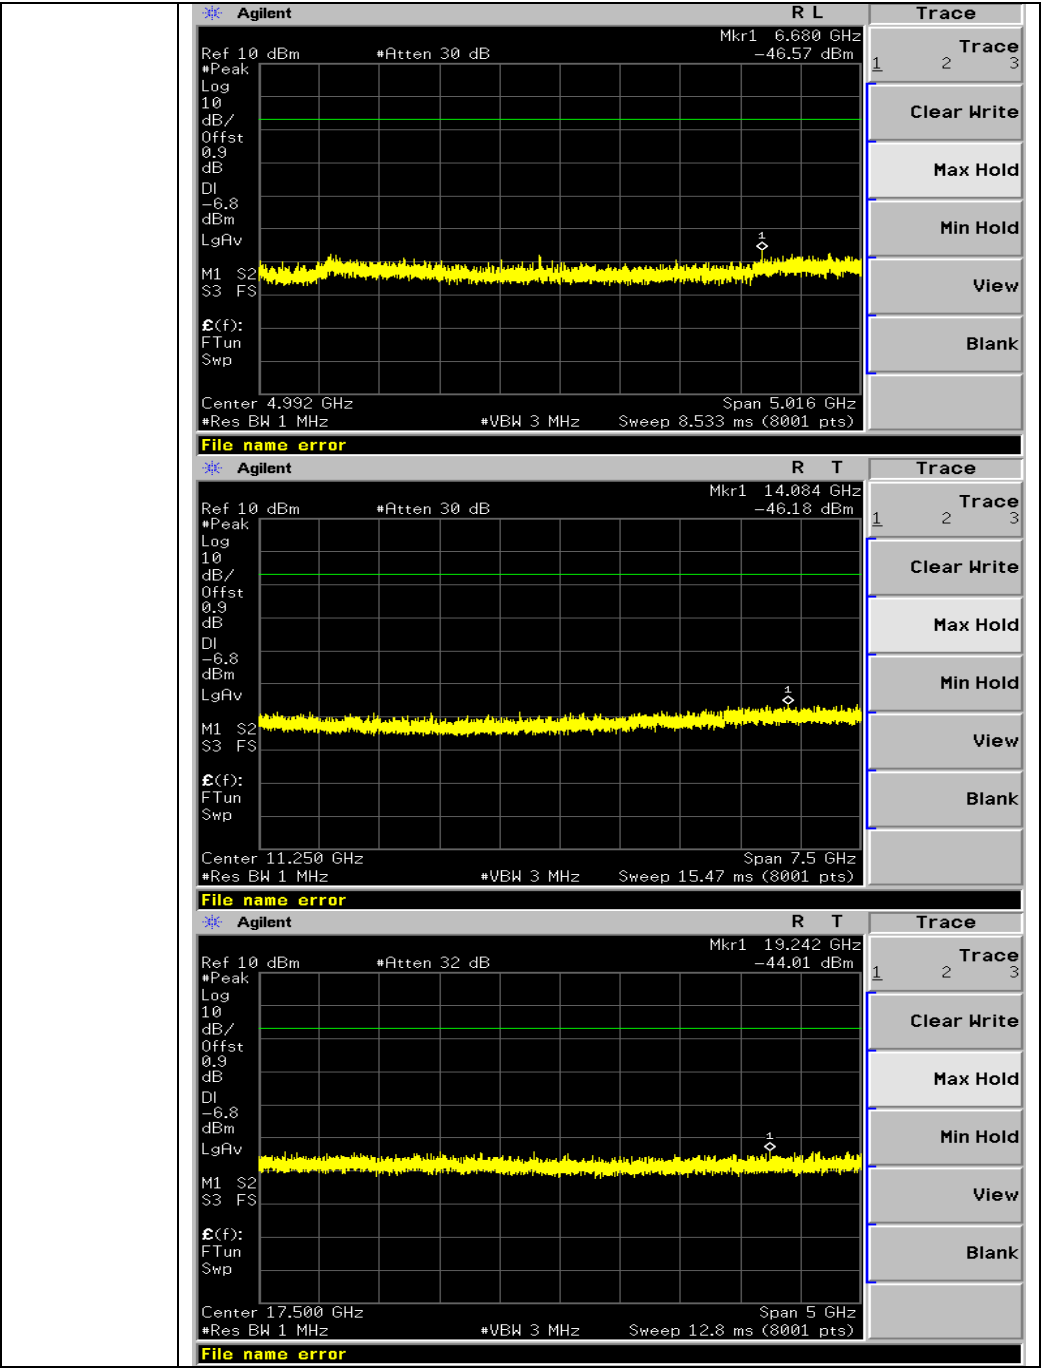 Agilent R L Trace
Mkr1 6.680 GHz
Ref 10 dBm #Atten 30 dB -46.57 dBm
#Peak
Log
10
dB/
Offst
0.9
dB
DI
-6.8
dBm
LgAv
M1 S2
S3 FS
£(f):
FTun
Swp
1
Center 4.992 GHz Span 5.016 GHz
#Res BW 1 MHz #VBW 3 MHz Sweep 8.533 ms (8001 pts)
File name error
Trace
1 2 3
Clear Write
Max Hold
Min Hold
View
Blank
Agilent R T Trace
Mkr1 14.084 GHz
Ref 10 dBm #Atten 30 dB -46.18 dBm
#Peak
Log
10
dB/
Offst
0.9
dB
DI
-6.8
dBm
LgAv
M1 S2
S3 FS
£(f):
FTun
Swp
1
Center 11.250 GHz Span 7.5 GHz
#Res BW 1 MHz #VBW 3 MHz Sweep 15.47 ms (8001 pts)
File name error
Trace
1 2 3
Clear Write
Max Hold
Min Hold
View
Blank
Agilent R T Trace
Mkr1 19.242 GHz
Ref 10 dBm #Atten 32 dB -44.01 dBm
#Peak
Log
10
dB/
Offst
0.9
dB
DI
-6.8
dBm
LgAv
M1 S2
S3 FS
£(f):
FTun
Swp
1
Center 17.500 GHz Span 5 GHz
#Res BW 1 MHz #VBW 3 MHz Sweep 12.8 ms (8001 pts)
File name error
Trace
1 2 3
Clear Write
Max Hold
Min Hold
View
Blank